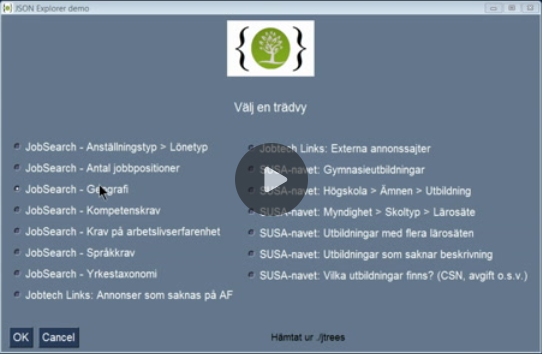 JSON Explorer demo
Välj en trädvy
JobSearch - Anställningstyp > Lönetyp
JobSearch - Antal jobbpositioner
JobSearch - Geografi
JobSearch - Kompetenskrav
JobSearch - Krav på arbetslivserfarenhet
JobSearch - Språkkrav
JobSearch - Yrkestaxonomi
Jobtech Links: Annonser som saknas på AF
Jobtech Links: Externa annonssajter
SUSA-navet: Gymnasieutbildningar
SUSA-navet: Högskola > Ämnen > Utbildning
SUSA-navet: Myndighet > Skoltyp > Lärosäte
SUSA-navet: Utbildningar med flera lärosäten
SUSA-navet: Utbildningar som saknar beskrivning
SUSA-navet: Vilka utbildningar finns? (CSN, avgift o.s.v.)
OK
Cancel
Hämtat ur ./jtrees